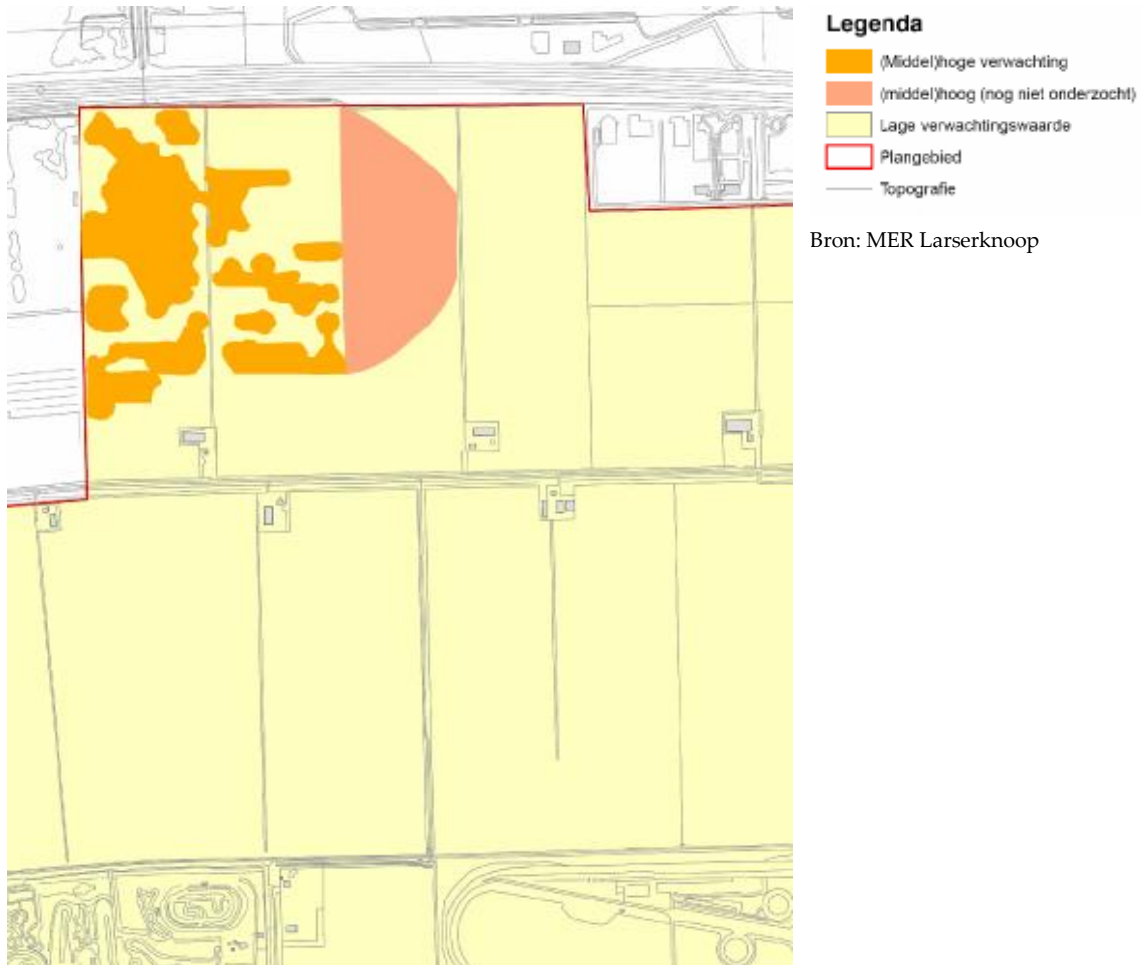 Legenda
(Middel)hoge verwachting
(middel)hoog (nog niet onderzocht)
Lage verwachtingswaarde
Plangebied
Topografie
Bron: MER Larserknoop